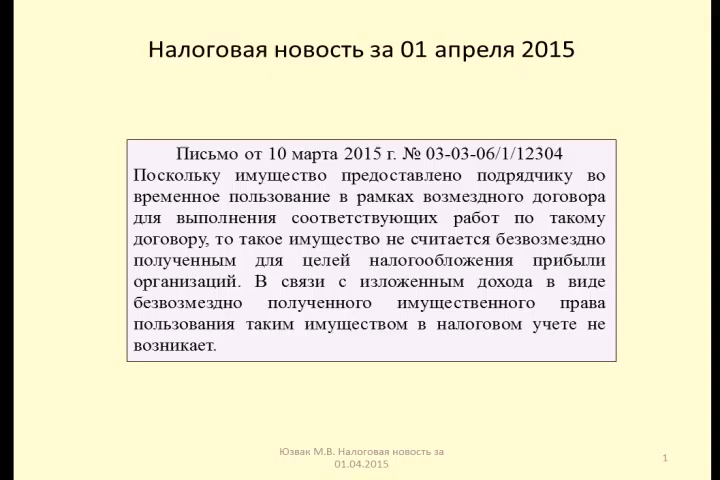 Налоговая новость за 01 апреля 2015
Письмо от 10 марта 2015 г. № 03-03-06/1/12304
Поскольку имущество предоставлено подрядчику во
временное пользование в рамках возмездного договора
для выполнения соответствующих работ по такому
договору, то такое имущество не считается безвозмездно
полученным для целей налогообложения прибыли
организаций. В связи с изложенным дохода в виде
безвозмездно полученного имущественного права
пользования таким имуществом в налоговом учете не
возникает.
Юзвак М.В. Налоговая новость за
01.04.2015
1